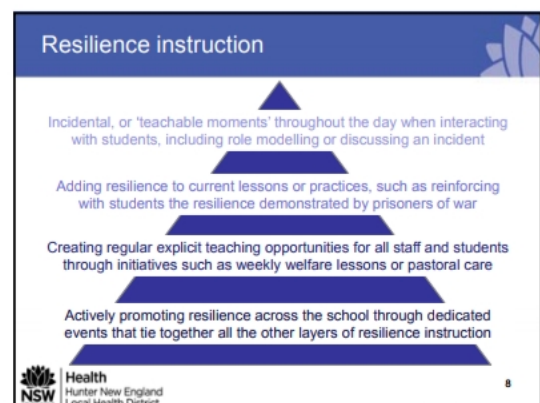 Resilience instruction
Incidental, or 'teachable moments' throughout the day when interacting
with students, including role modelling or discussing an incident
Adding resilience to current lessons or practices, such as reinforcing
with students the resilience demonstrated by prisoners of war
Creating regular explicit teaching opportunities for all staff and students
through initiatives such as weekly welfare lessons or pastoral care
Actively promoting resilience across the school through dedicated
events that tie together all the other layers of resilience instruction
Health
NSW
Hunter New England
Local Health District
8